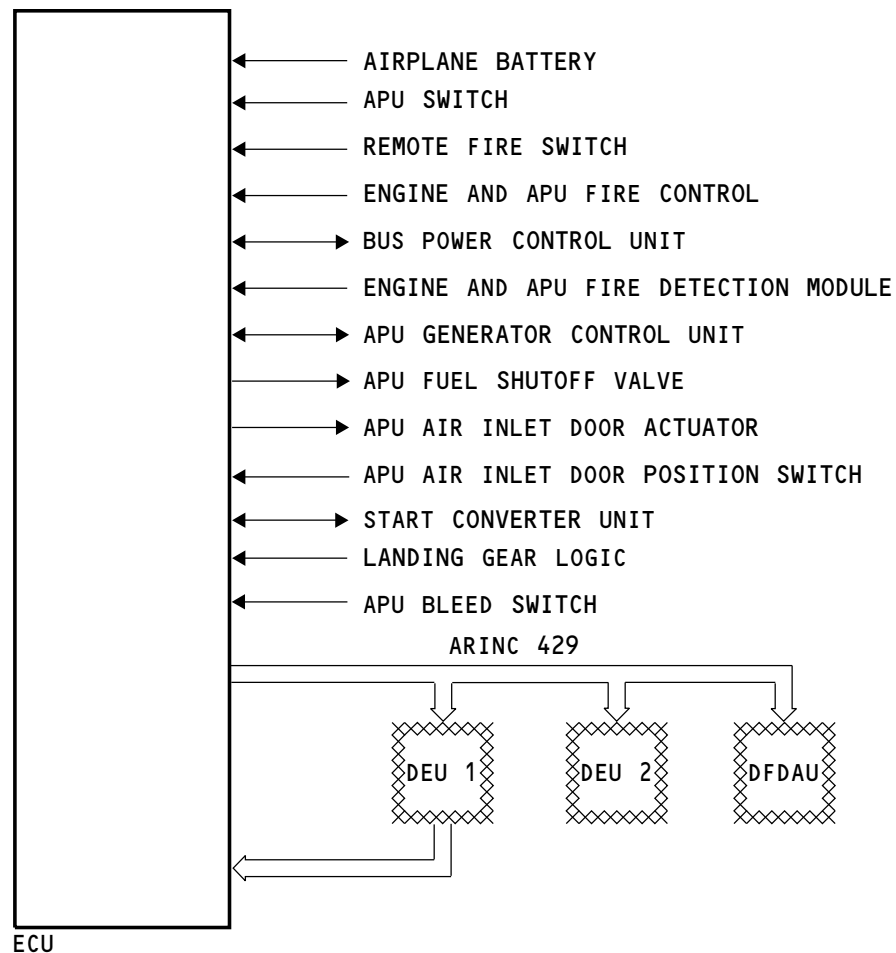 AIRPLANE BATTERY
APU SWITCH
REMOTE FIRE SWITCH
ENGINE AND APU FIRE CONTROL
BUS POWER CONTROL UNIT
ENGINE AND APU FIRE DETECTION MODULE
APU GENERATOR CONTROL UNIT
APU FUEL SHUTOFF VALVE
APU AIR INLET DOOR ACTUATOR
APU AIR INLET DOOR POSITION SWITCH
START CONVERTER UNIT
LANDING GEAR LOGIC
APU BLEED SWITCH
ARINC 429
DEU 1 DEU 2 DFDAU
ECU